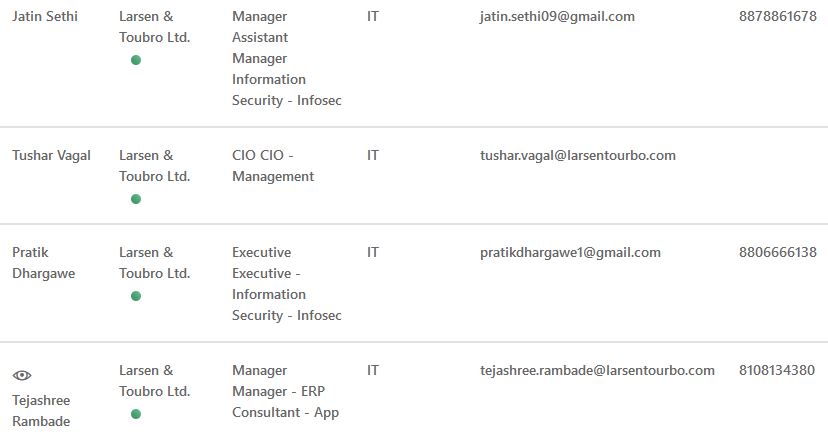 Jatin Sethi
Larsen &
Toubro Ltd.
Manager
Assistant
Manager
Information
Security - Infosec
IT
jatin.sethi09@gmail.com
8878861678
Tushar Vagal
Larsen &
Toubro Ltd.
CIO CIO -
Management
IT
tushar.vagal@larsentourbo.com
Pratik
Dhargawe
Larsen &
Toubro Ltd.
Executive
Executive -
Information
Security - Infosec
IT
pratikdhargawe1@gmail.com
8806666138
Tejashree
Rambade
Larsen &
Toubro Ltd.
Manager
Manager - ERP
Consultant - App
IT
tejashree.rambade@larsentourbo.com
8108134380